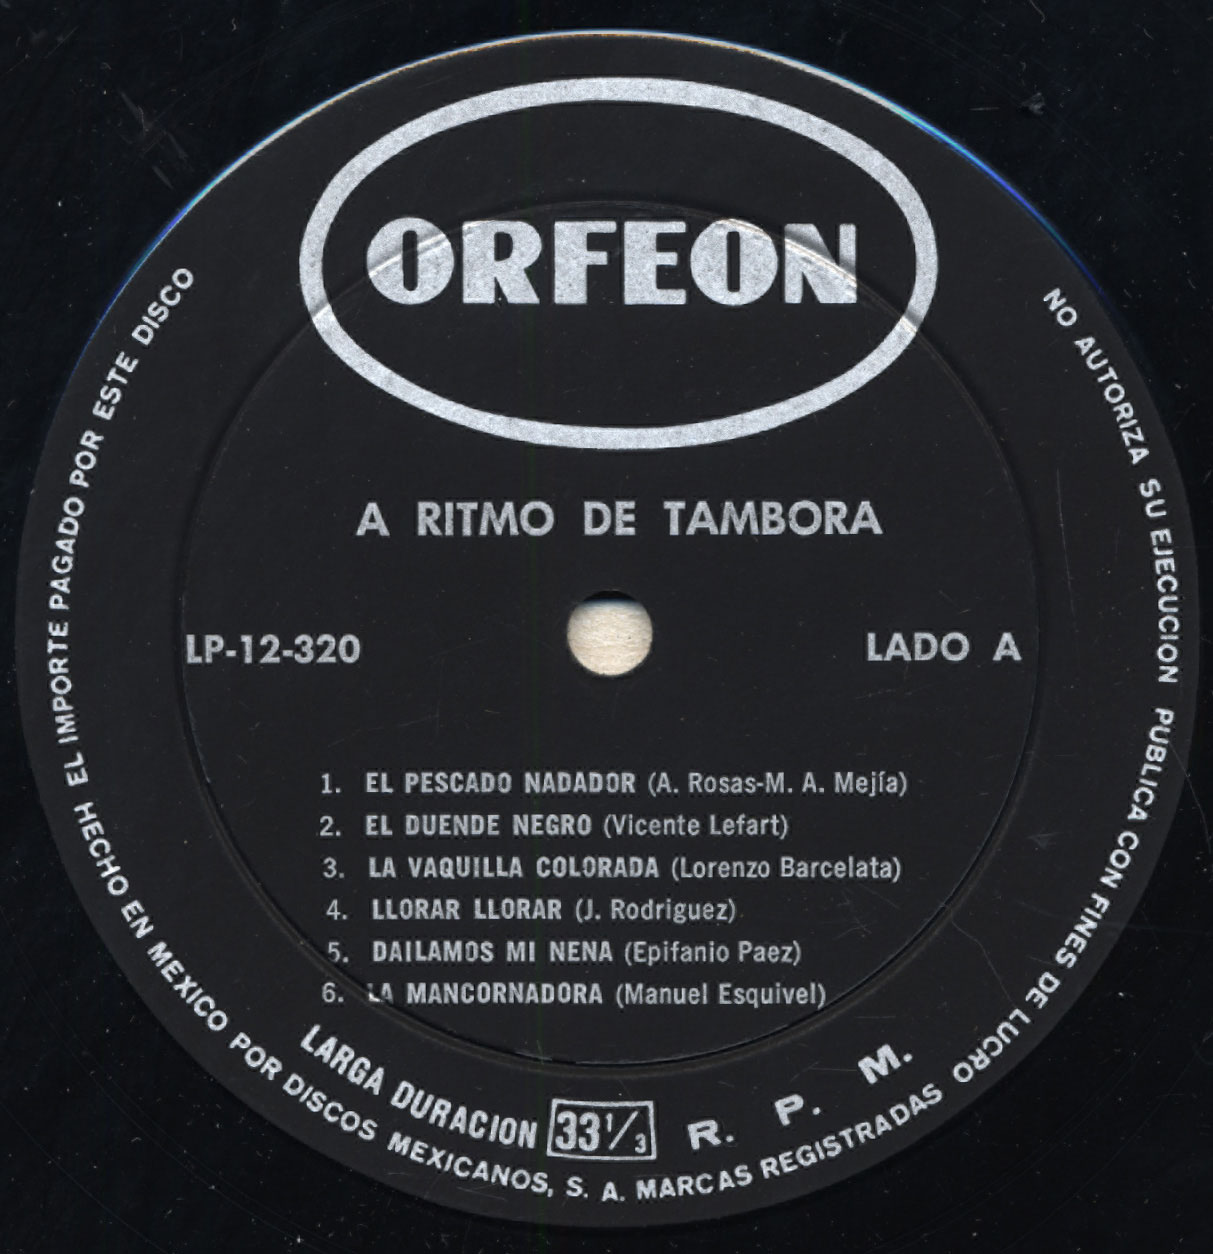 ORFEON
A RITMO DE TAMBORA
LP-12-320
LADO A
1. EL PESCADO NADADOR (A. Rosas-M. A. Mejía)
2. EL DUENDE NEGRO (Vicente Lefart)
3. LA VAQUILLA COLORADA (Lorenzo Barcelata)
4. LLORAR LLORAR (J. Rodriguez)
5. DAILAMOS MI NENA (Epifanio Paez)
6. LA MANCORNADORA (Manuel Esquivel)
LARGA DURACION 33 1/3 R. P. M.
HECHO EN MEXICO POR DISCOS MEXICANOS, S. A. MARCAS REGISTRADAS
EL IMPORTE PAGADO POR ESTE DISCO
NO AUTORIZA SU EJECUCION PUBLICA CON FINES DE LUCRO